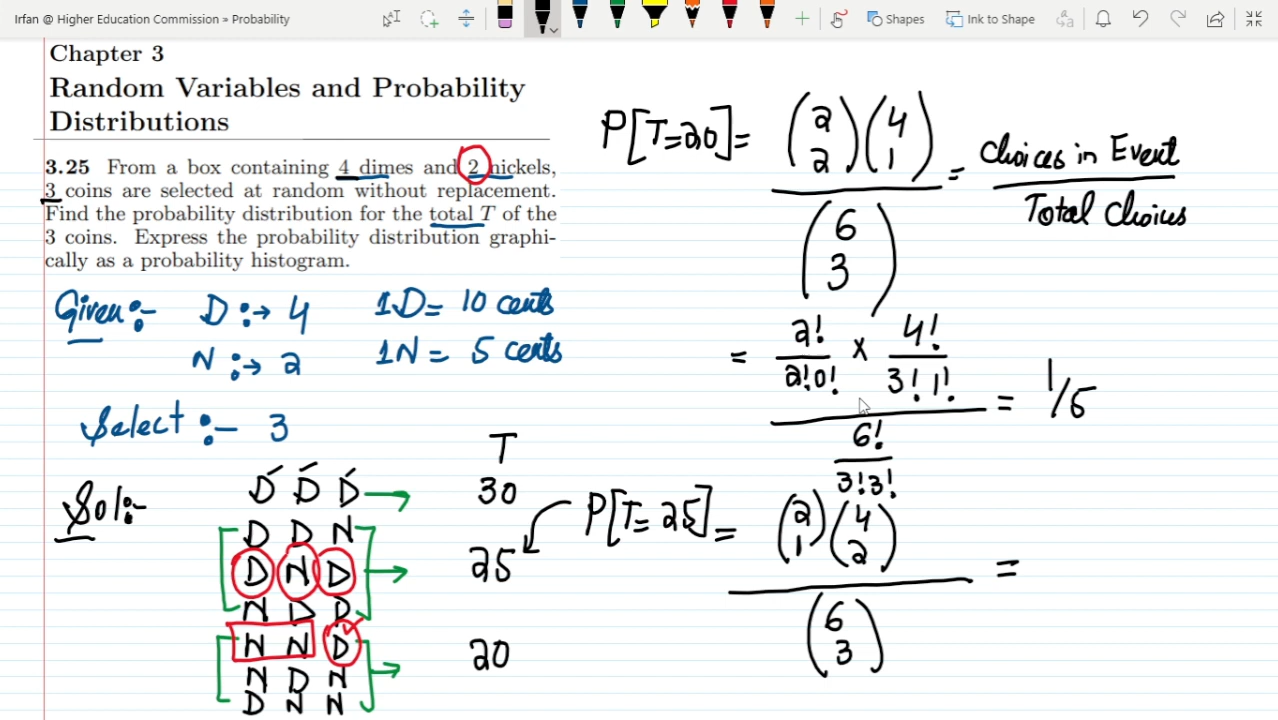 Irfan @ Higher Education Commission » Probability
Shapes
Ink to Shape
Chapter 3
Random Variables and Probability
Distributions
3.25 From a box containing 4 dimes and 2 nickels,
3 coins are selected at random without replacement.
Find the probability distribution for the total T of the
3 coins. Express the probability distribution graphi-
cally as a probability histogram.
Given:- D :→ 4 1D = 10 cents
N :→ 2 1N = 5 cents
Select :- 3
Sol:-
T
D D D → 30
D D N
D N D → 25
N D D
N N D → 20
N D N
D N N
P[T=20] = (2 2)(4 1) / (6 3) = Choices in Event / Total Choices
= 2!/2!0! × 4!/3!1! / 6!/3!3! = 1/5
P[T=25] = (2 1)(4 2) / (6 3) =